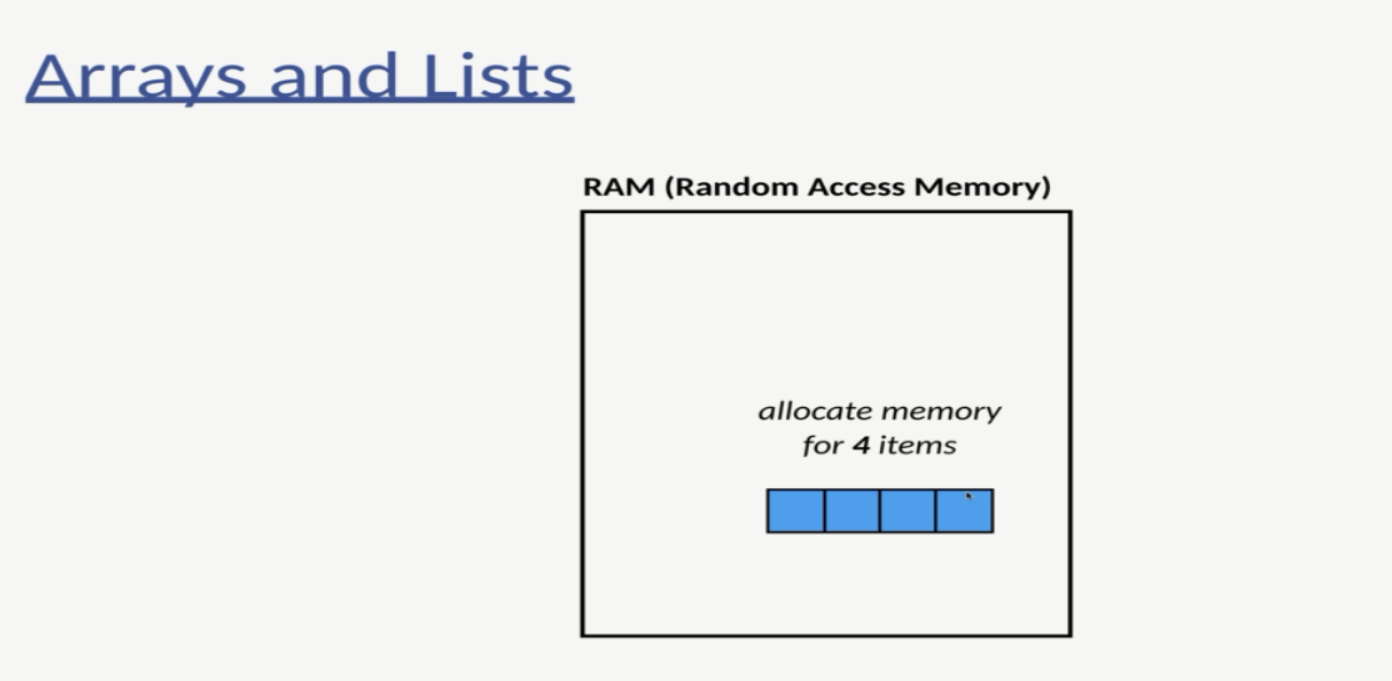 Arrays and Lists
RAM (Random Access Memory)
allocate memory
for 4 items